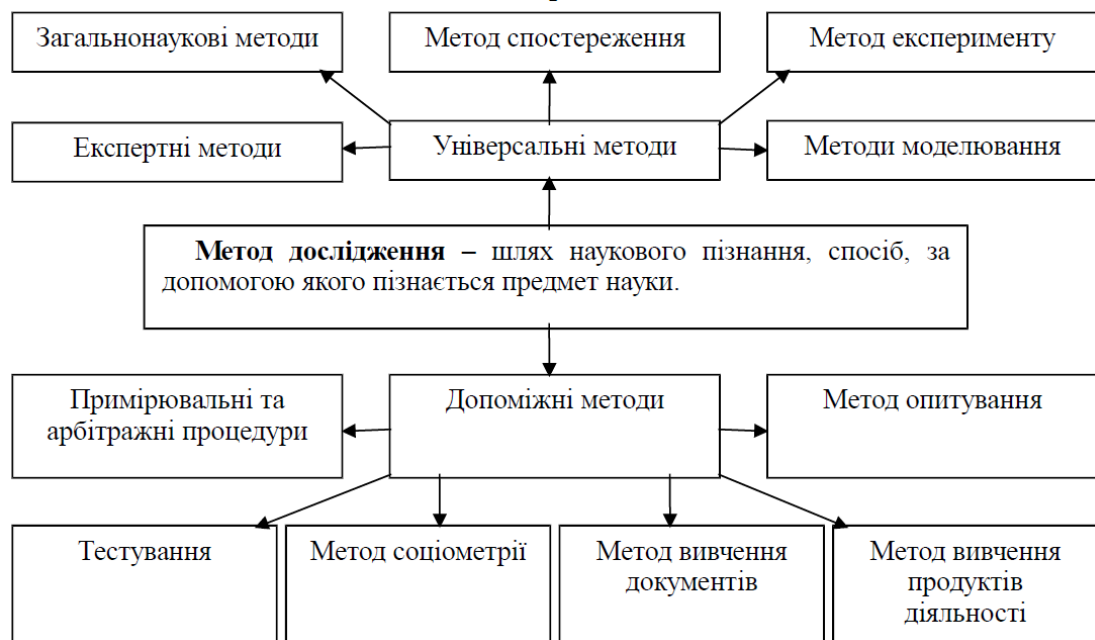 Загальнонаукові методи
Метод спостереження
Метод експерименту
Експертні методи
Універсальні методи
Методи моделювання
Метод дослідження – шлях наукового пізнання, спосіб, за
допомогою якого пізнається предмет науки.
Примірювальні та
арбітражні процедури
Допоміжні методи
Метод опитування
Тестування
Метод соціометрії
Метод вивчення
документів
Метод вивчення
продуктів
діяльності